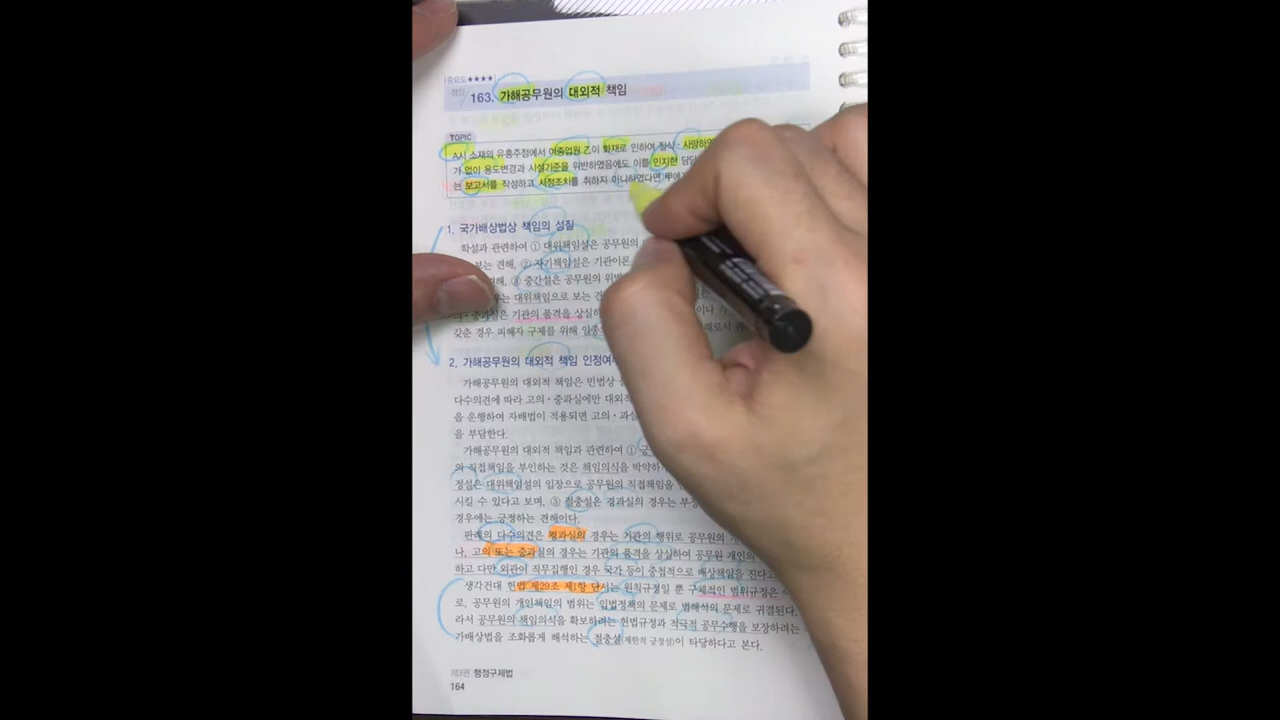 [중요도★★★★]
행심
163. 가해공무원의 대외적 책임
TOPIC
A시 소재의 유흥주점에서 여종업원 乙이 화재로 인하여 질식·사망하였
가 없이 용도변경과 시설기준을 위반하였음에도 이를 인지한 담당
는 보고서를 작성하고 시정조치를 취하지 아니하였다면 甲에
1. 국가배상법상 책임의 성질
학설과 관련하여 ① 대위책임설은 공무원의
보는 견해, ② 자기책임설은 기관이론
해, ③ 중간설은 공무원의 위법
우는 대위책임으로 보는 견
중과실은 기관의 품격을 상실하 이나 직
갖춘 경우 피해자 구제를 위해 일종
2. 가해공무원의 대외적 책임 인정여부
가해공무원의 대외적 책임은 민법상
다수의견에 따라 고의·중과실에만 대외적
을 운행하여 자배법이 적용되면 고의·과실
을 부담한다.
가해공무원의 대외적 책임과 관련하여 ①
의 직접책임을 부인하는 것은 책임의식을 박약하
정설은 대위책임설의 입장으로 공무원의 직접책임을
시킬 수 있다고 보며, ③ 절충설은 경과실의 경우는 부정
경우에는 긍정하는 견해이다.
판례의 다수의견은 경과실의 경우는 기관의 행위로 공무원의
나, 고의 또는 중과실의 경우는 기관의 품격을 상실하여 공무원 개인의
하고 다만 외관이 직무집행인 경우 국가 등이 중첩적으로 배상책임을 진다고
생각건대 헌법 제29조 제1항 단서는 원칙규정일 뿐 구체적인 범위규정은
로, 공무원의 개인책임의 범위는 입법정책의 문제로 법해석의 문제로 귀결된다.
라서 공무원의 책임의식을 확보하려는 헌법규정과 적극적 공무수행을 보장하려는
가배상법을 조화롭게 해석하는 절충설(제한적 긍정설)이 타당하다고 본다.
제3편 행정구제법
164